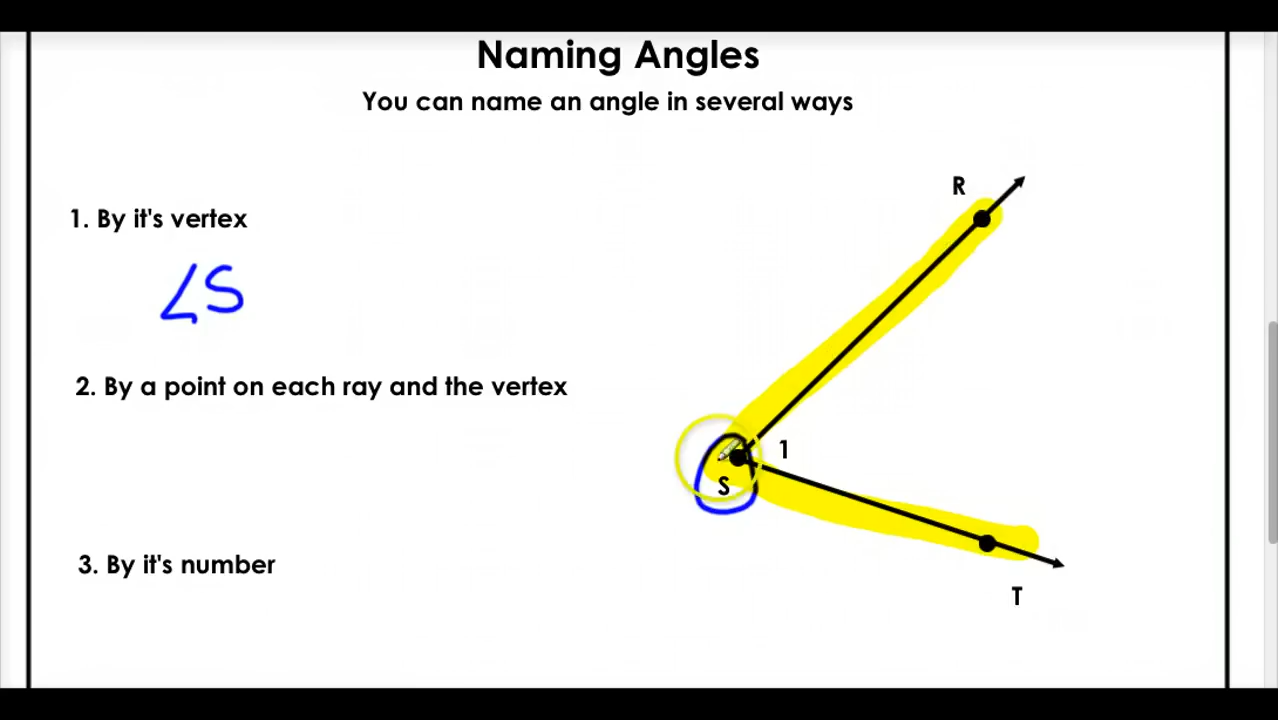 Naming Angles
You can name an angle in several ways
R
1. By it's vertex
∠S
2. By a point on each ray and the vertex
1
S
3. By it's number
T